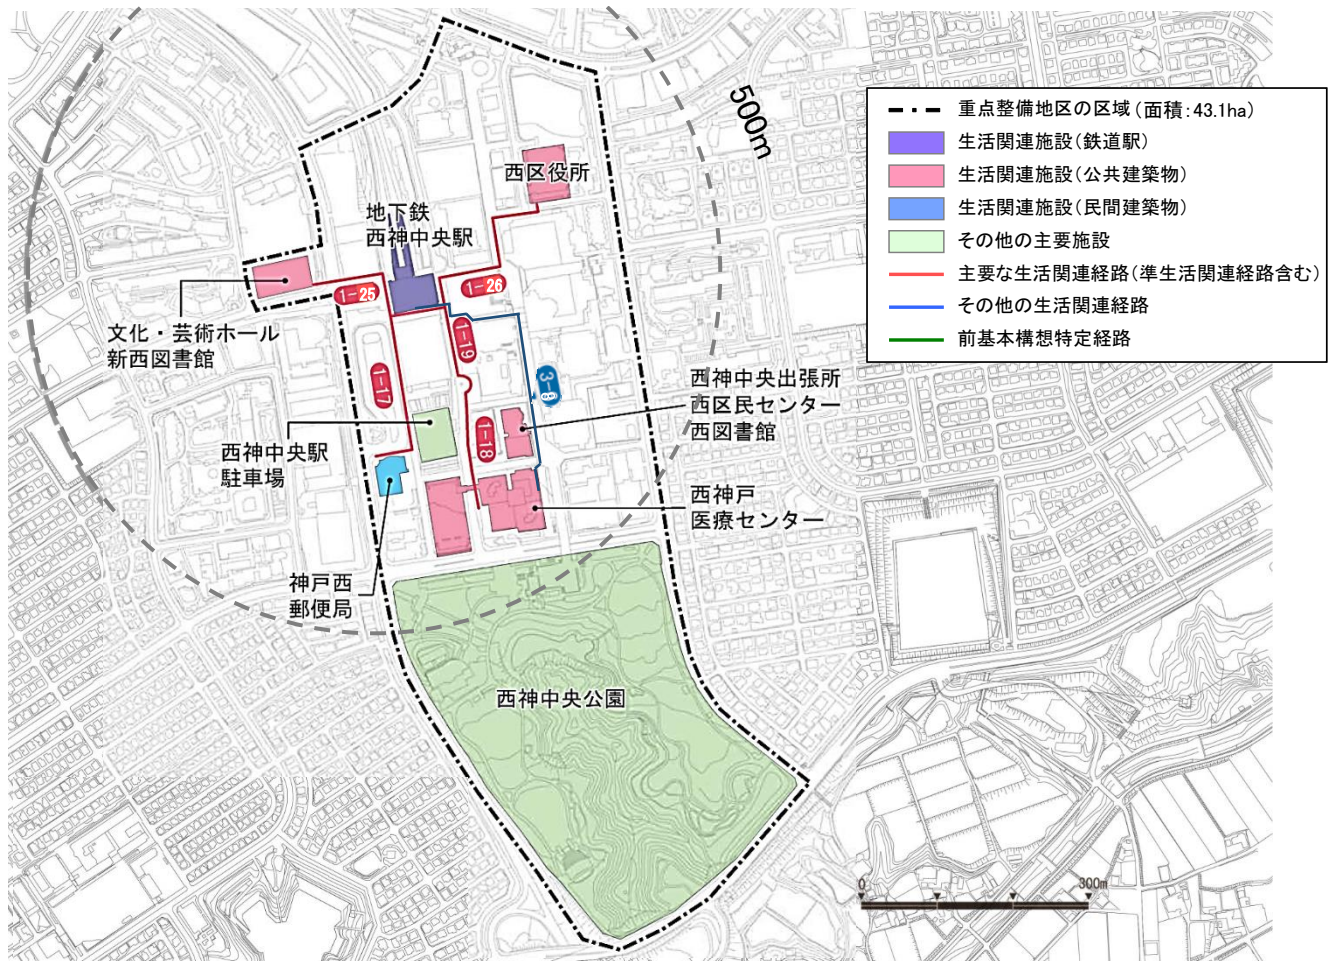 500m
重点整備地区の区域(面積:43.1ha)
生活関連施設(鉄道駅)
生活関連施設(公共建築物)
生活関連施設(民間建築物)
その他の主要施設
主要な生活関連経路(準生活関連経路含む)
その他の生活関連経路
前基本構想特定経路
西区役所
地下鉄
西神中央駅
1-25
1-26
文化・芸術ホール
新西図書館
1-19
1-17
3-8
西神中央出張所
西区民センター
西図書館
1-18
西神中央駅
駐車場
西神戸
医療センター
神戸西
郵便局
西神中央公園
0
300m